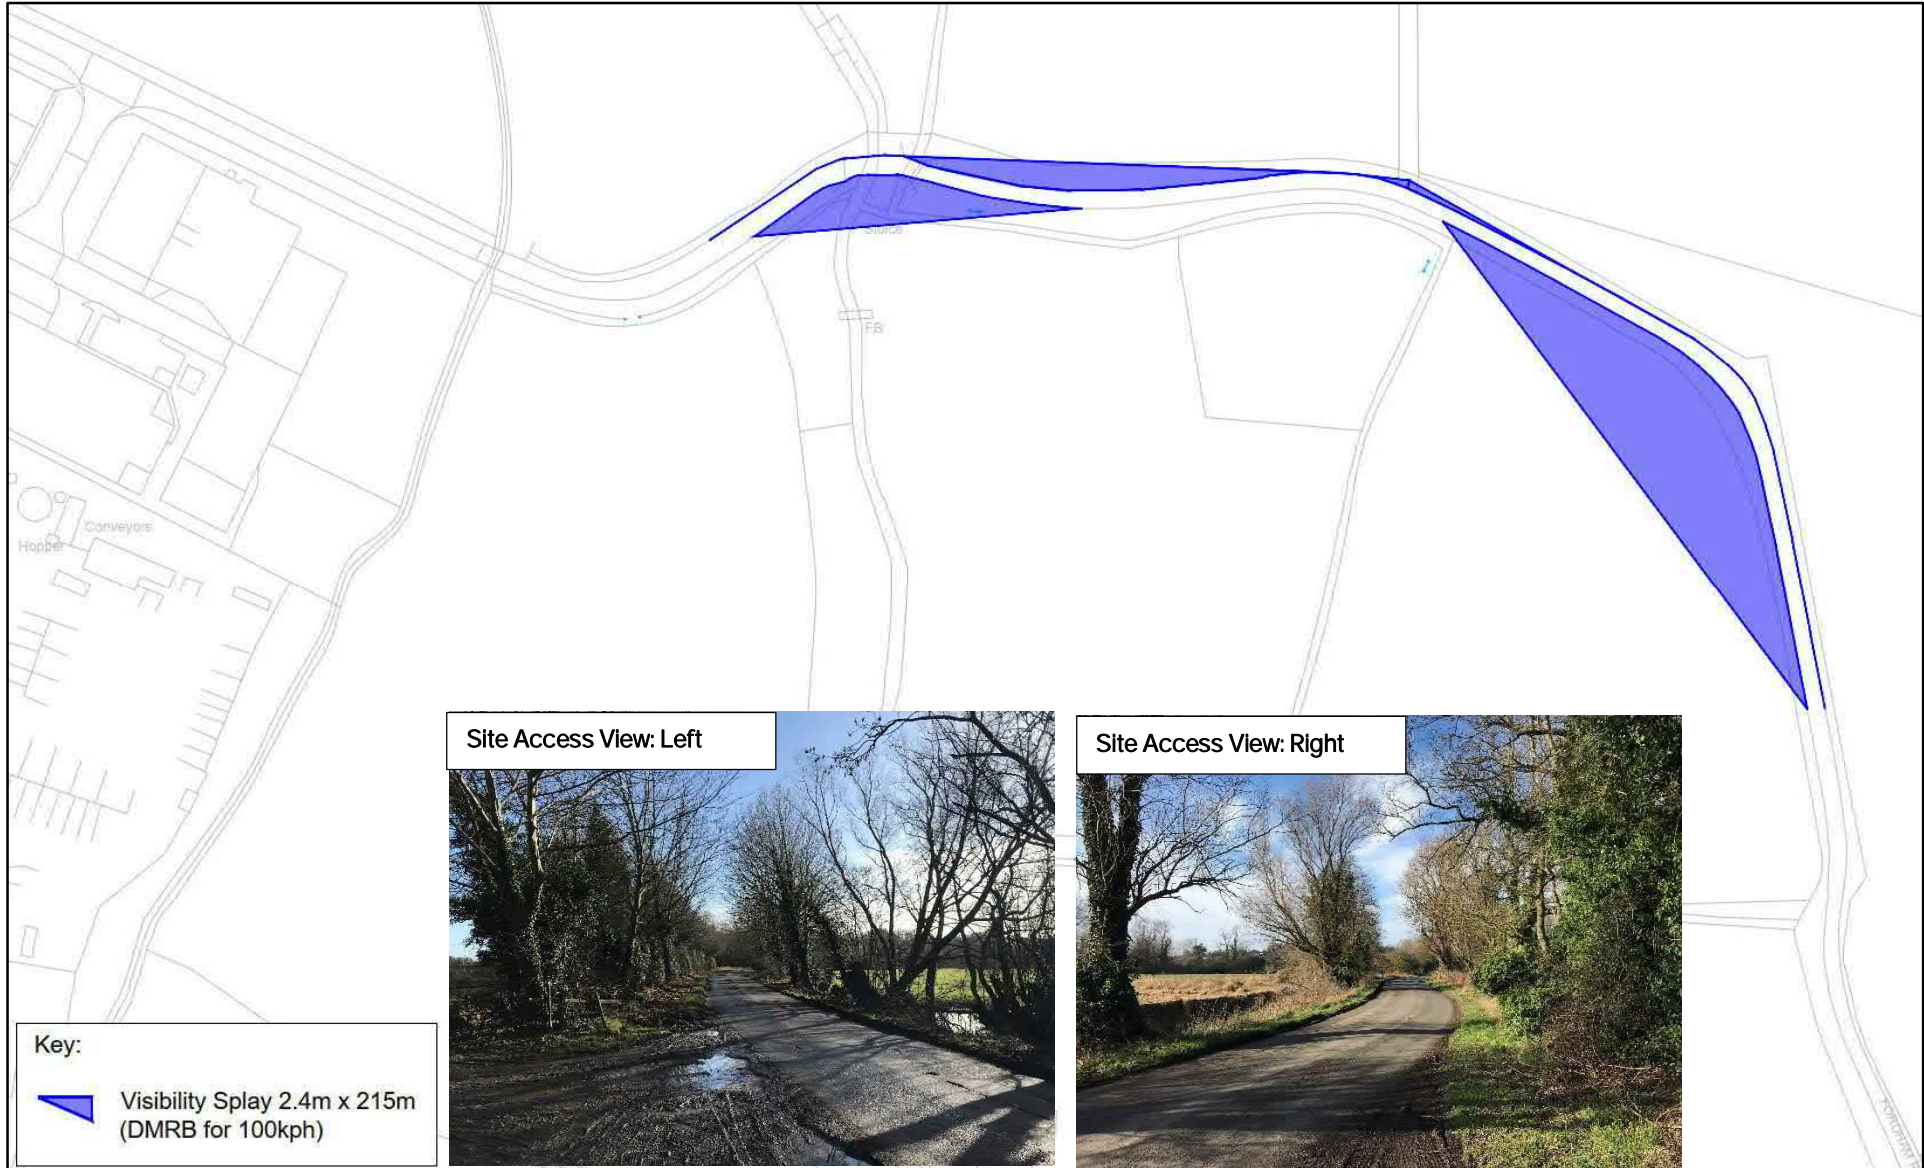 Sluice
FB
Conveyors
Hopper
Site Access View: Left
Site Access View: Right
Key:
Visibility Splay 2.4m x 215m
(DMRB for 100kph)